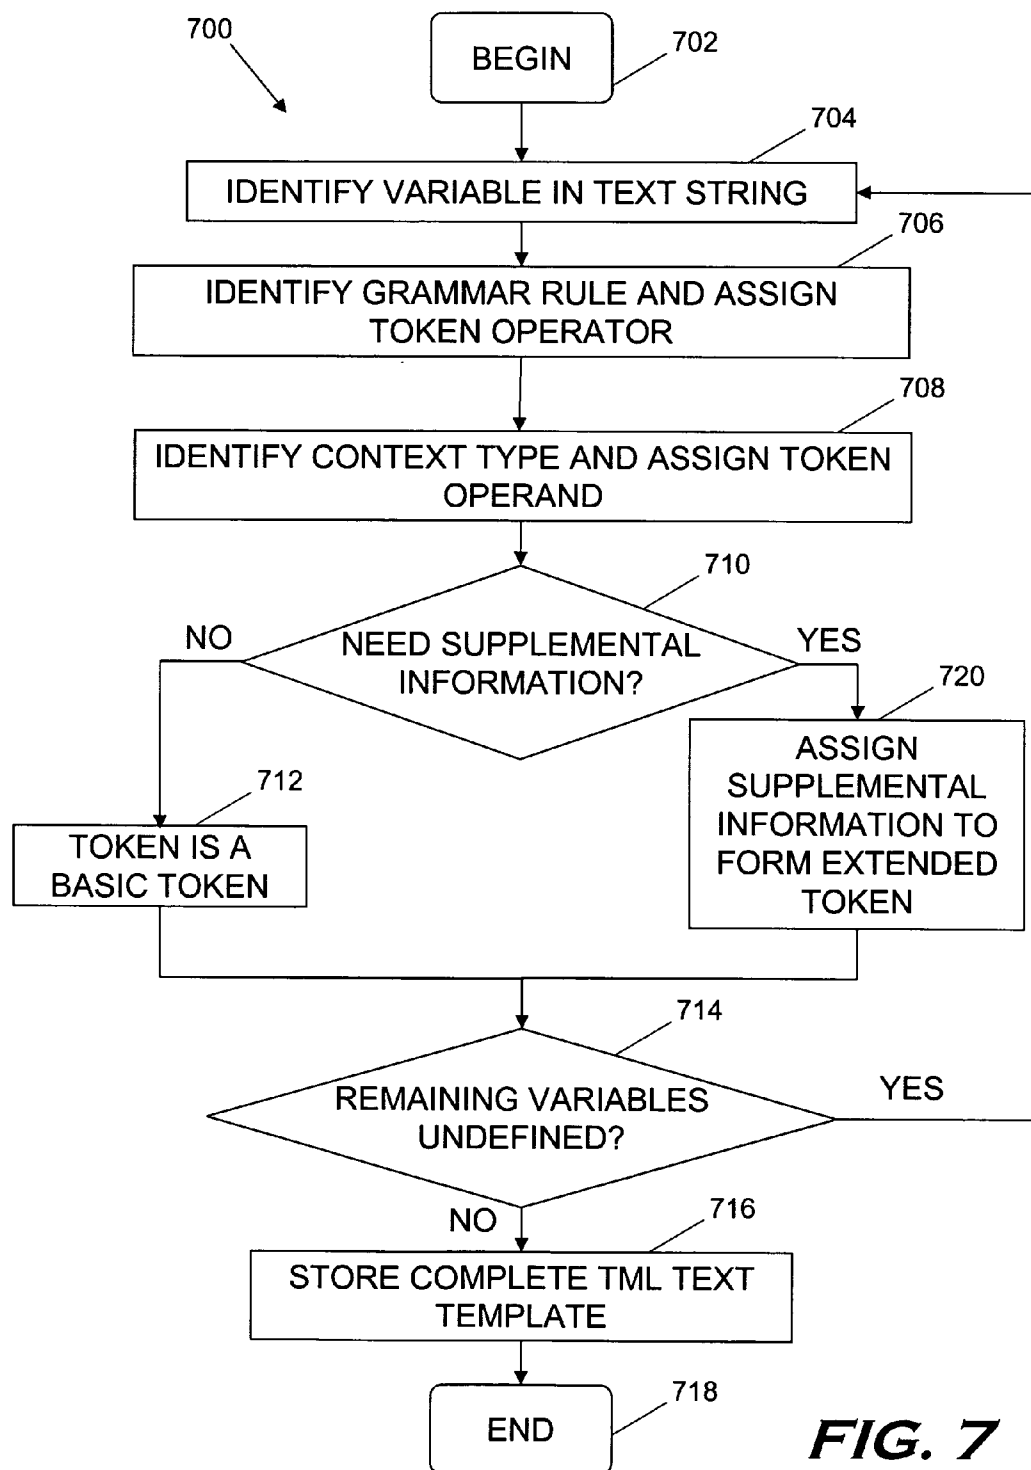 700
BEGIN
702
704
IDENTIFY VARIABLE IN TEXT STRING
706
IDENTIFY GRAMMAR RULE AND ASSIGN
TOKEN OPERATOR
708
IDENTIFY CONTEXT TYPE AND ASSIGN TOKEN
OPERAND
710
NO
NEED SUPPLEMENTAL
INFORMATION?
YES
720
712
TOKEN IS A
BASIC TOKEN
ASSIGN
SUPPLEMENTAL
INFORMATION TO
FORM EXTENDED
TOKEN
714
REMAINING VARIABLES
UNDEFINED?
YES
NO
716
STORE COMPLETE TML TEXT
TEMPLATE
718
END
FIG. 7